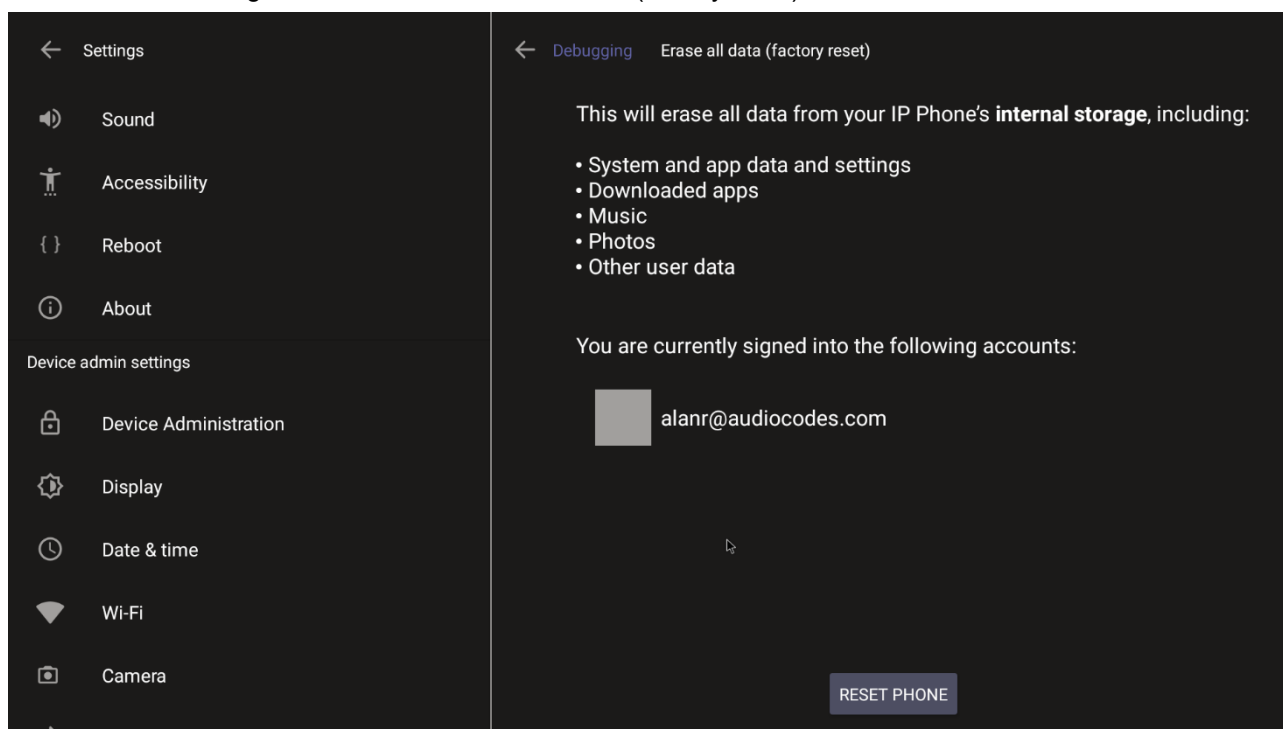 Settings
Sound
Accessibility
{ } Reboot
About
Device admin settings
Device Administration
Display
Date & time
Wi-Fi
Camera
Debugging Erase all data (factory reset)
This will erase all data from your IP Phone’s internal storage, including:
• System and app data and settings
• Downloaded apps
• Music
• Photos
• Other user data
You are currently signed into the following accounts:
alanr@audiocodes.com
RESET PHONE